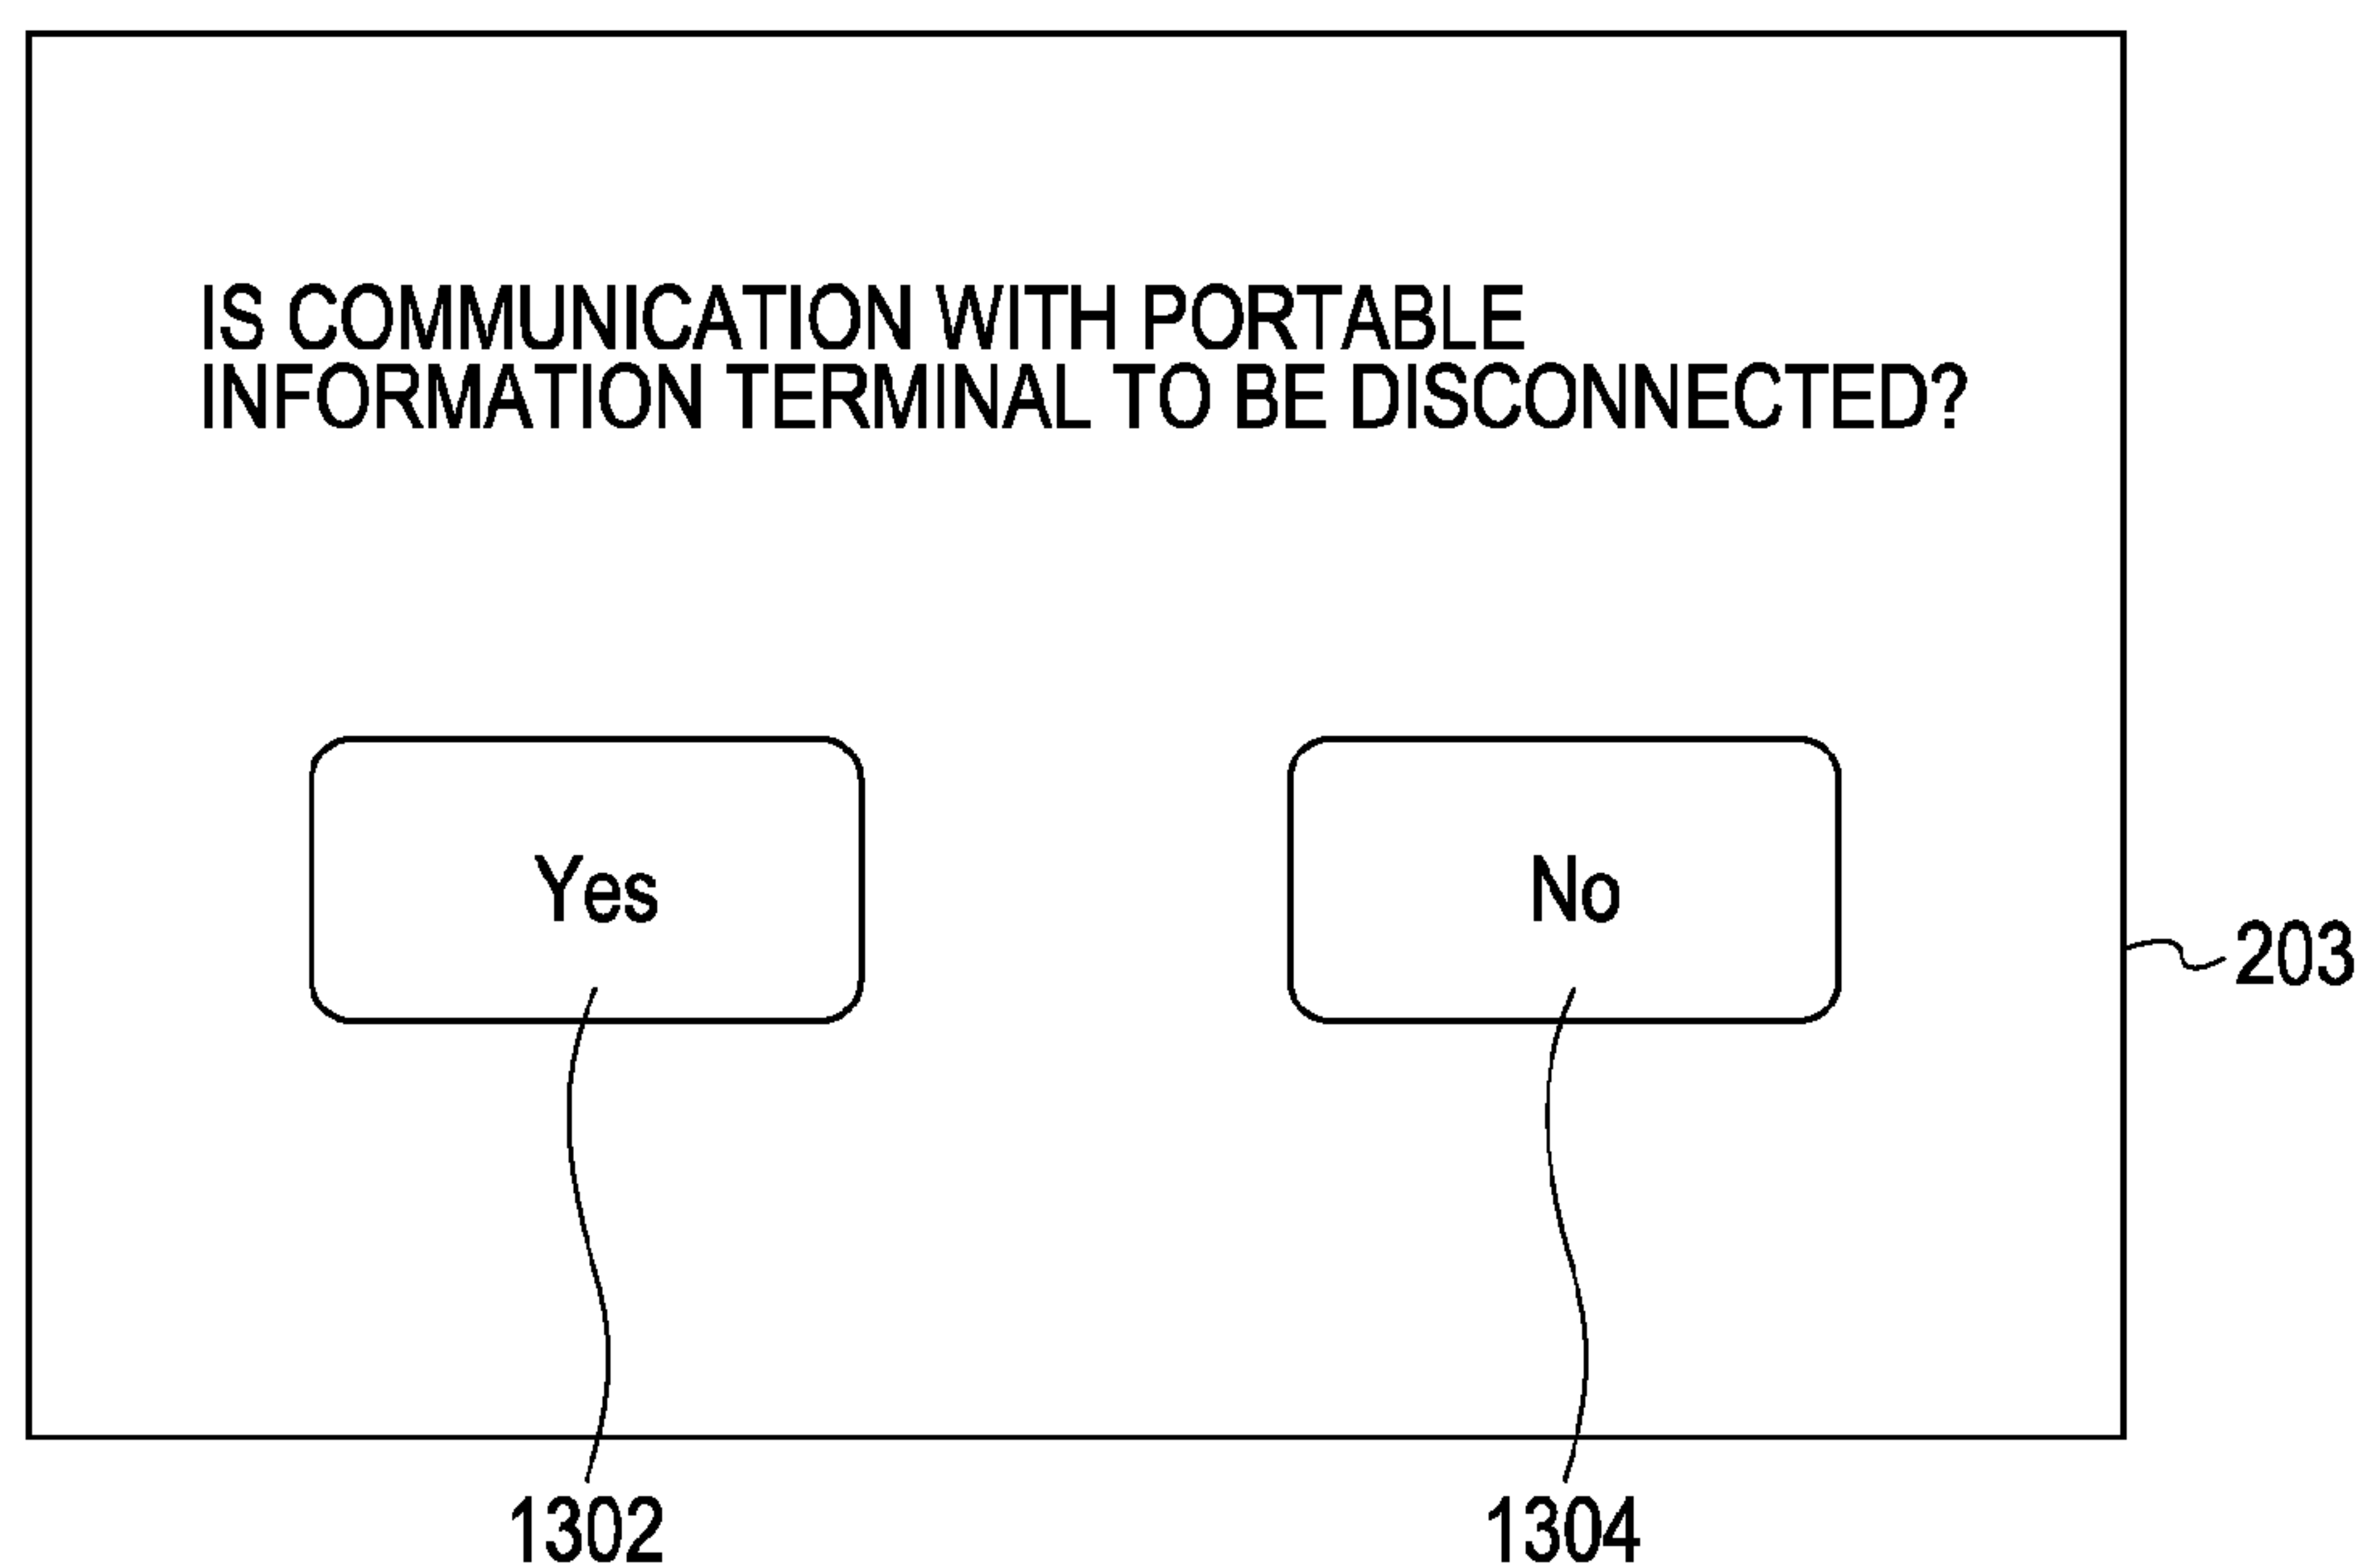 IS COMMUNICATION WITH PORTABLE
INFORMATION TERMINAL TO BE DISCONNECTED?
Yes
No
203
1302
1304